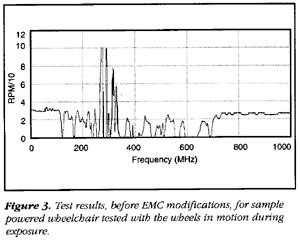 12
10
8
6
4
2
0
RPM/10
0 200 400 600 800 1000
Frequency (MHz)
Figure 3. Test results, before EMC modifications, for sample
powered wheelchair tested with the wheels in motion during
exposure.